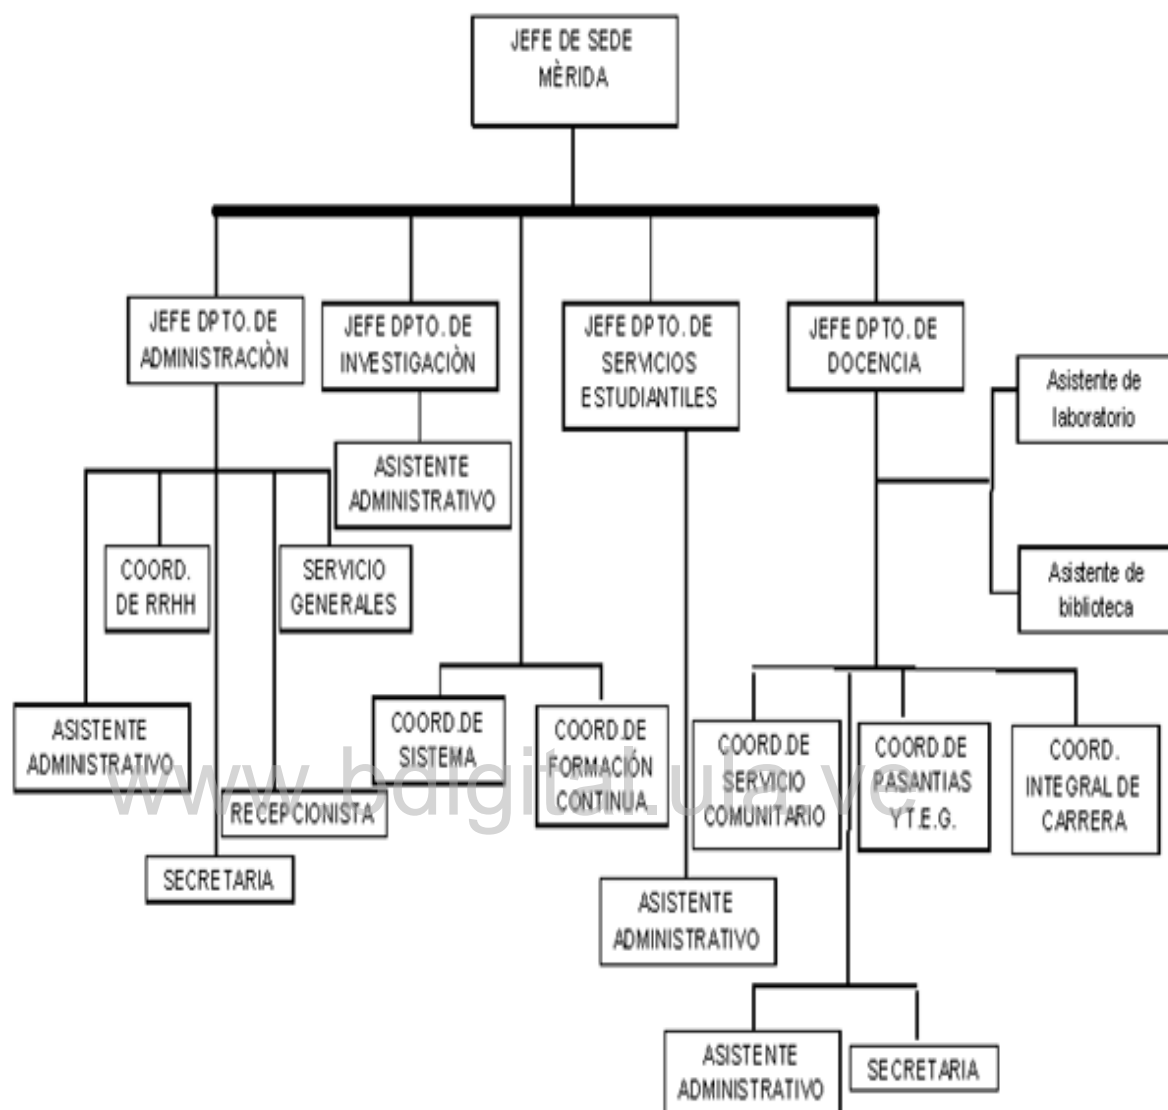 JEFE DE SEDE
MÈRIDA
JEFE DPTO. DE
ADMINISTRACIÒN
JEFE DPTO. DE
INVESTIGACIÒN
JEFE DPTO. DE
SERVICIOS
ESTUDIANTILES
JEFE DPTO. DE
DOCENCIA
Asistente de
laboratorio
ASISTENTE
ADMINISTRATIVO
COORD.
DE RRHH
SERVICIO
GENERALES
Asistente de
biblioteca
ASISTENTE
ADMINISTRATIVO
COORD.DE
SISTEMA
COORD.DE
FORMACIÓN
CONTINUA
COORD.DE
SERVICIO
COMUNITARIO
COORD.DE
PASANTIAS
Y T.E.G.
COORD.
INTEGRAL DE
CARRERA
www.bdigital.ula.ve
RECEPCIONISTA
SECRETARIA
ASISTENTE
ADMINISTRATIVO
ASISTENTE
ADMINISTRATIVO
SECRETARIA